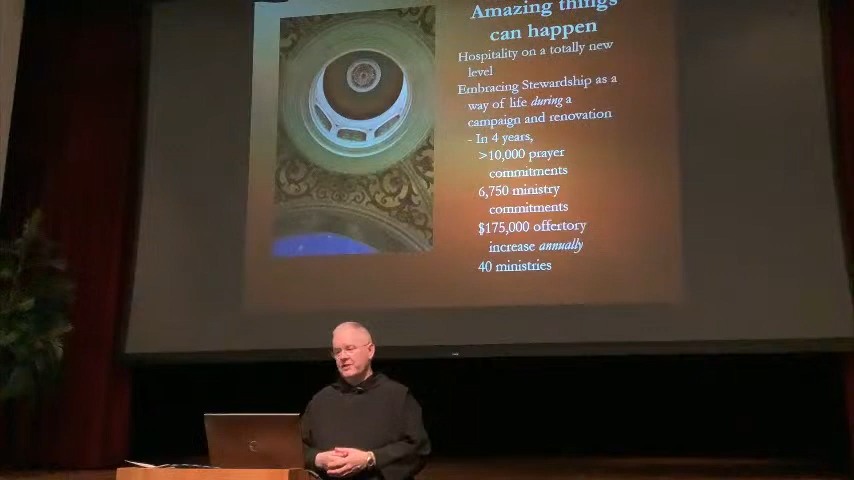 Amazing things
can happen
Hospitality on a totally new
level
Embracing Stewardship as a
way of life during a
campaign and renovation
- In 4 years,
>10,000 prayer
commitments
6,750 ministry
commitments
$175,000 offertory
increase annually
40 ministries